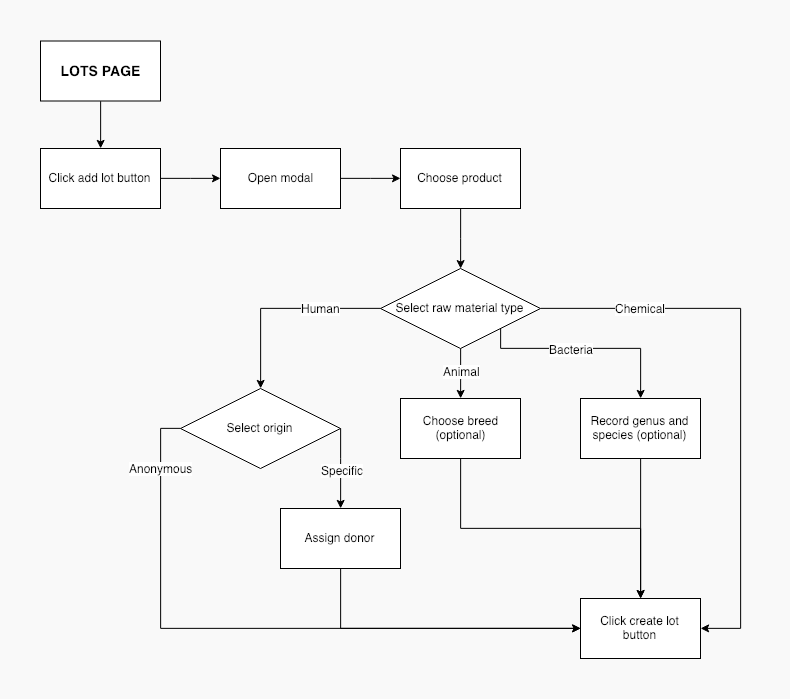 LOTS PAGE
Click add lot button
Open modal
Choose product
Select raw material type
Human
Chemical
Bacteria
Animal
Choose breed
(optional)
Record genus and
species (optional)
Select origin
Anonymous
Specific
Assign donor
Click create lot
button